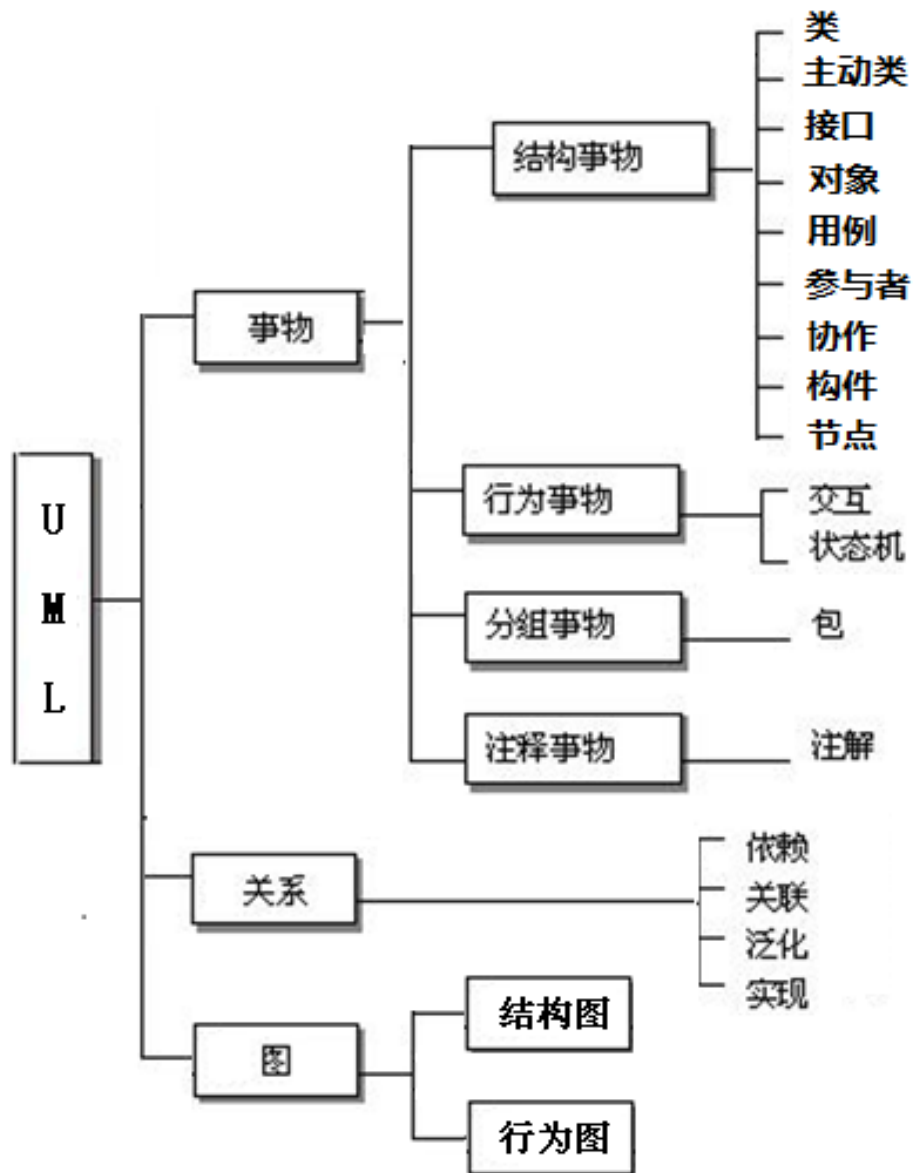 类
主动类
接口
结构事物
对象
用例
参与者
事物
协作
构件
节点
UML
行为事物
交互
状态机
分组事物
包
注释事物
注解
关系
依赖
关联
泛化
实现
图
结构图
行为图